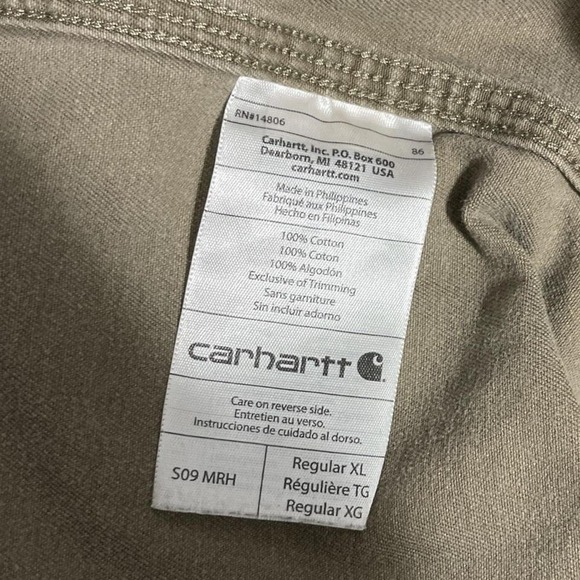 RN#14806
86
Carhartt, Inc. P.O. Box 600
Dearborn, MI 48121 USA
carhartt.com
Made in Philippines
Fabriqué aux Philippines
Hecho en Filipinas
100% Cotton
100% Coton
100% Algodón
Exclusive of Trimming
Sans garniture
Sin incluir adorno
carhartt
Care on reverse side.
Entretien au verso.
Instrucciones de cuidado al dorso.
S09 MRH
Regular XL
Régulière TG
Regular XG